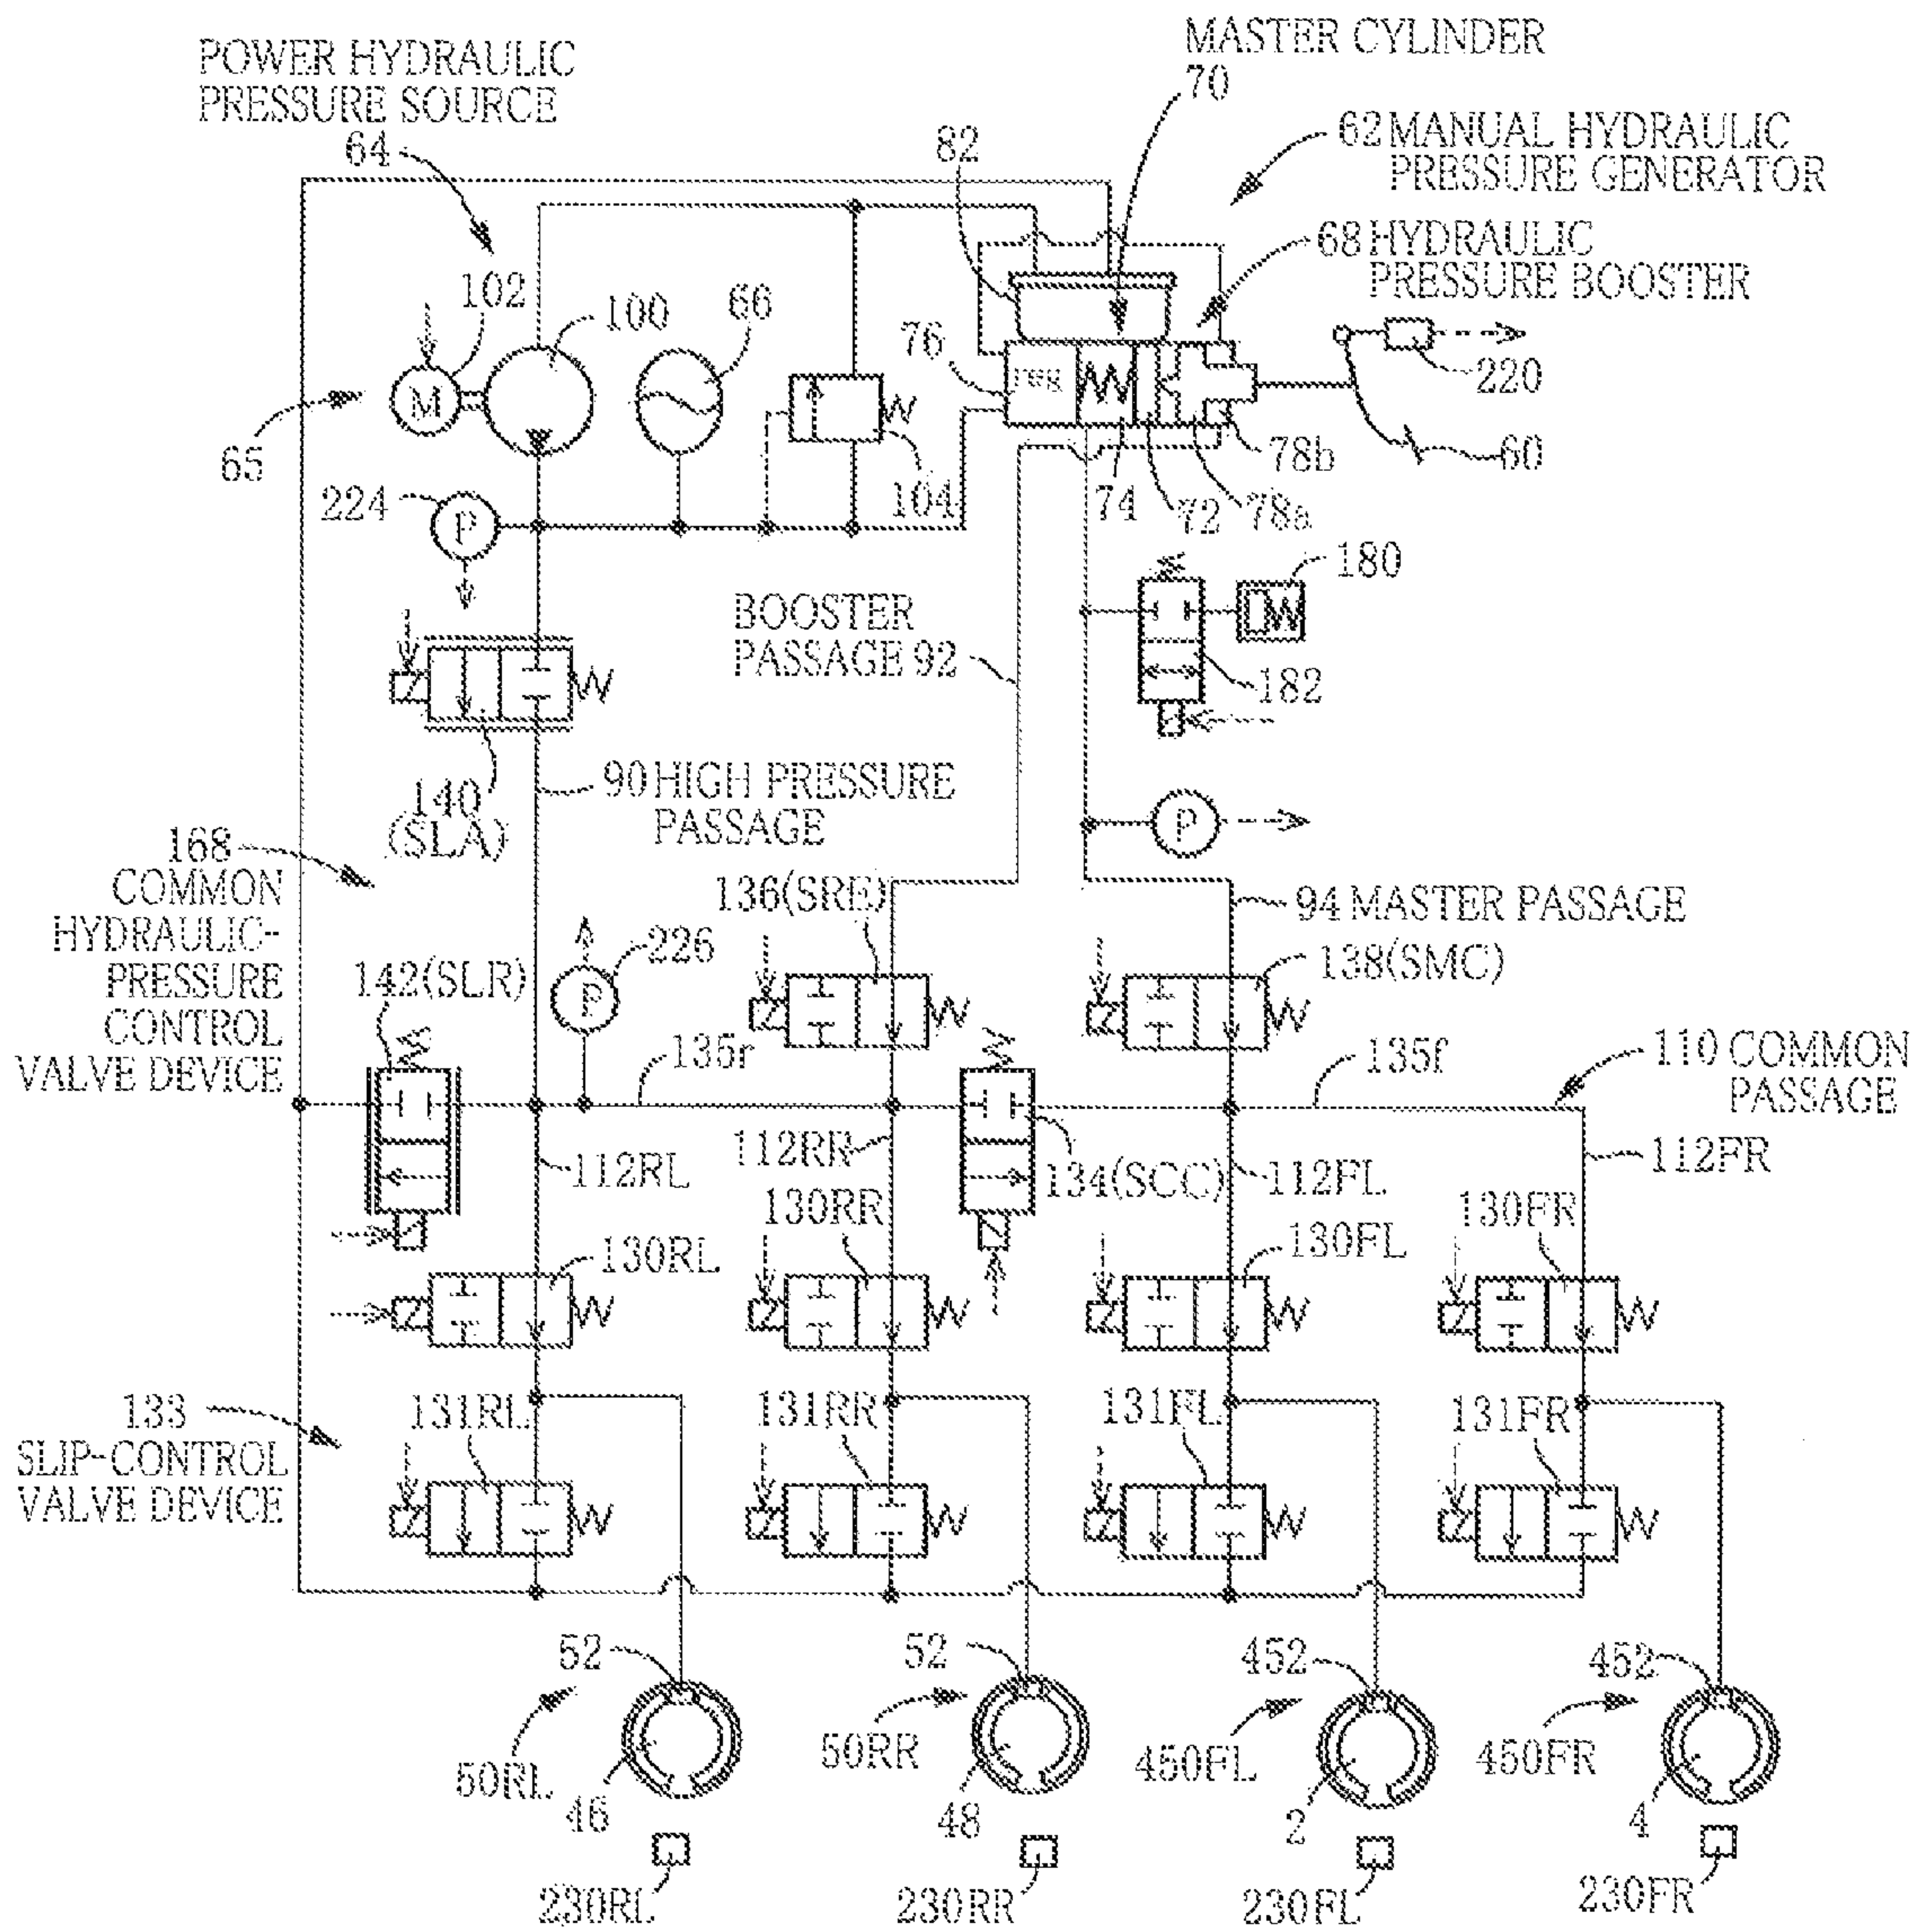 MASTER CYLINDER
70
POWER HYDRAULIC
PRESSURE SOURCE
64
82
62 MANUAL HYDRAULIC
PRESSURE GENERATOR
68 HYDRAULIC
PRESSURE BOOSTER
102
100
66
76
reg
220
M
65
78b
60
224
104
74
72
78a
P
180
BOOSTER
PASSAGE 92
182
140
(SLA)
90 HIGH PRESSURE
PASSAGE
P
168
COMMON
HYDRAULIC-
PRESSURE
CONTROL
VALVE DEVICE
136(SRE)
94 MASTER PASSAGE
226
142(SLR)
138(SMC)
P
135r
135f
110 COMMON
PASSAGE
112RL
112RR
134(SCC)
112FL
112FR
130RL
130RR
130FL
130FR
133
SLIP-CONTROL
VALVE DEVICE
131RL
131RR
131FL
131FR
52
52
452
452
50RL
50RR
450FL
450FR
46
48
2
4
230RL
230RR
230FL
230FR